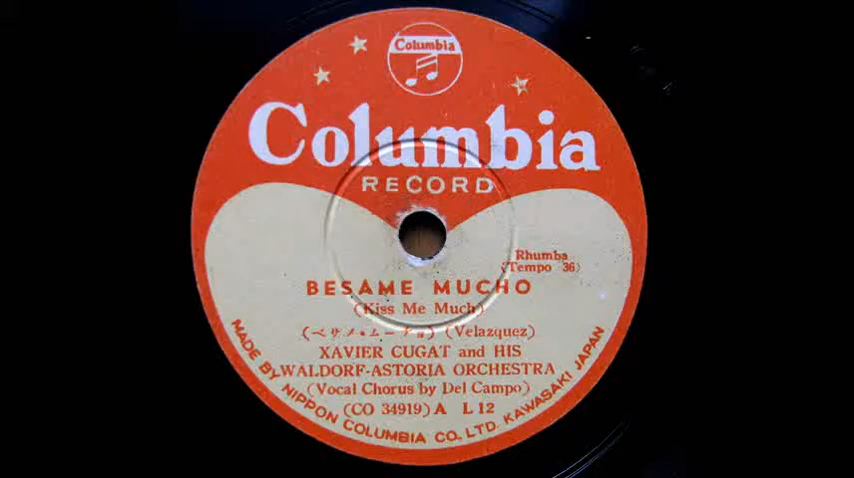 Columbia
Columbia
RECORD
Rhumba
(Tempo 36)
BESAME MUCHO
(Kiss Me Much)
(ベサメ・ムーチョ) (Velazquez)
XAVIER CUGAT and HIS
WALDORF-ASTORIA ORCHESTRA
(Vocal Chorus by Del Campo)
(CO 34919) A L 12
MADE BY NIPPON COLUMBIA CO., LTD. KAWASAKI JAPAN